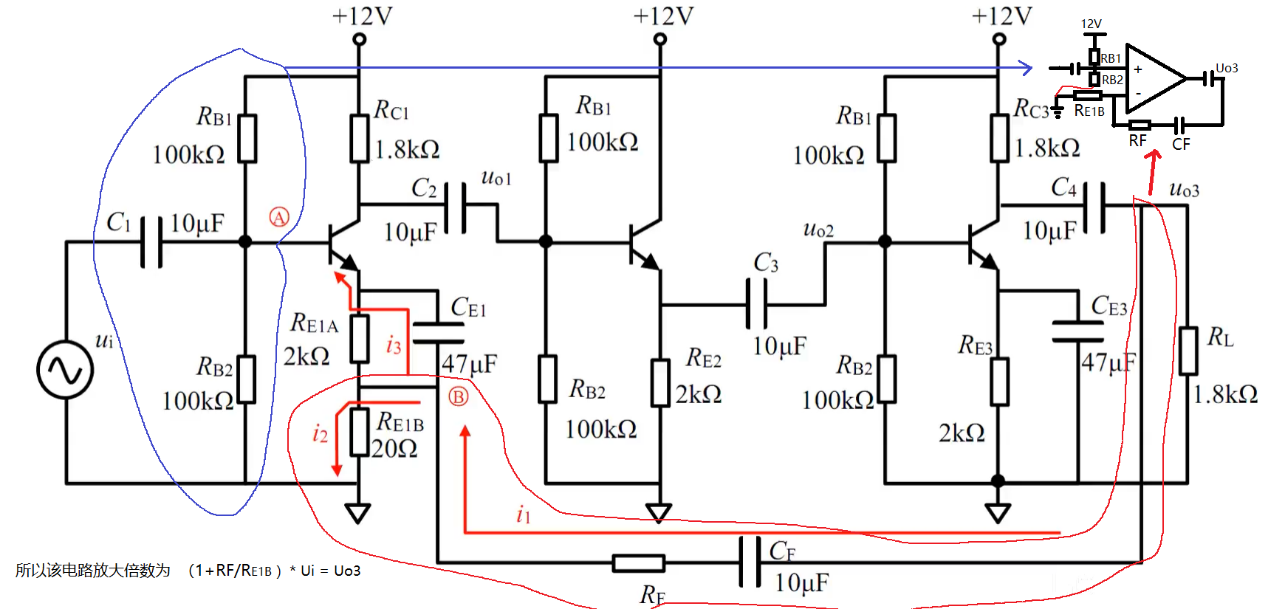 +12V
+12V
+12V
12V
RB1
RB2
+
-
Uo3
RE1B
RF
CF
RB1
100kΩ
RC1
1.8kΩ
RB1
100kΩ
RB1
100kΩ
RC3
1.8kΩ
C1
10μF
A
C2
10μF
uo1
uo2
C4
10μF
uo3
C3
10μF
ui
RE1A
2kΩ
i3
CE1
47μF
RB2
100kΩ
B
i2
RE1B
20Ω
RB2
100kΩ
RE2
2kΩ
RB2
100kΩ
RE3
2kΩ
CE3
47μF
RL
1.8kΩ
i1
CF
10μF
RF
所以该电路放大倍数为 （1+RF/RE1B ）* Ui = Uo3